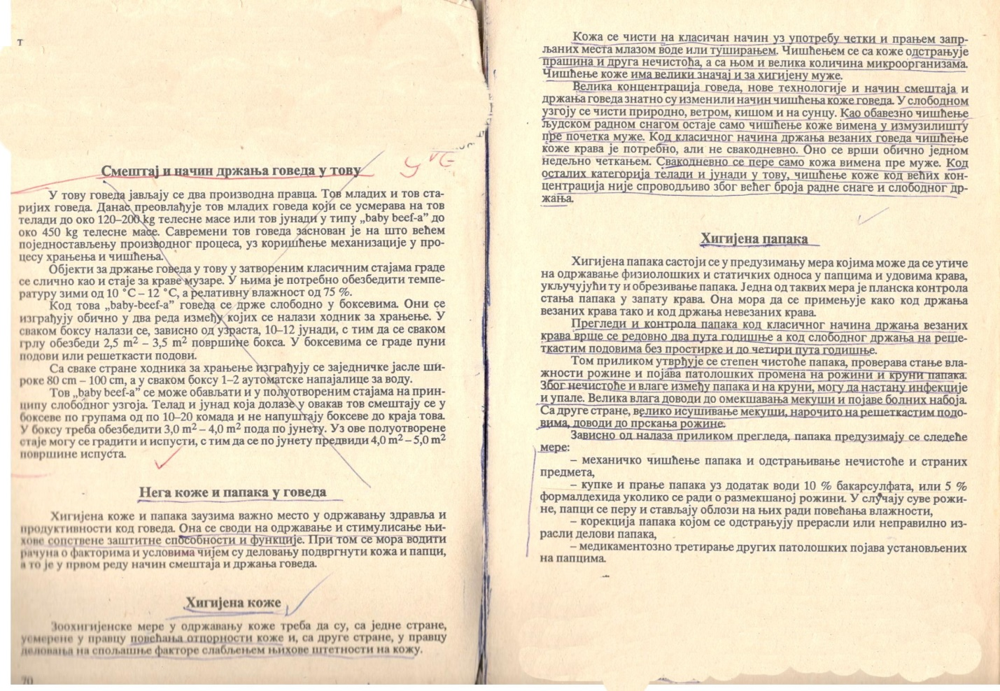 т
Смештај и начин држања говеда у тову
У тову говеда јављају се два производна правца. Тов младих и тов ста-
ријих говеда. Данас преовлађује тов младих говеда који се усмерава на тов
телади до око 120–200 kg телесне масе или тов јунади у типу „baby beef-a” до
око 450 kg телесне масе. Савремени тов говеда заснован је на што већем
поједностављењу производног процеса, уз коришћење механизације у про-
цесу храњења и чишћења.
Објекти за држање говеда у тову у затвореним класичним стајама граде
се слично као и стаје за краве музаре. У њима је потребно обезбедити темпе-
ратуру зими од 10 °C – 12 °C, а релативну влажност од 75 %.
Код това „baby-beef-a” говеда се држе слободно у боксевима. Они се
изграђују обично у два реда између којих се налази ходник за храњење. У
сваком боксу налази се, зависно од узраста, 10–12 јунади, с тим да се сваком
грлу обезбеди 2,5 m² – 3,5 m² површине бокса. У боксевима се граде пуни
подови или решеткасти подови.
Са сваке стране ходника за храњење изграђују се заједничке јасле ши-
роке 80 cm – 100 cm, а у сваком боксу 1–2 аутоматске напајалице за воду.
Тов „baby beef-a” се може обављати и у полуотвореним стајама на прин-
ципу слободног узгоја. Телад и јунад која долазе у овакав тов смештају се у
боксеве по групама од по 10–20 комада и не напуштају боксеве до краја това.
У боксу треба обезбедити 3,0 m² – 4,0 m² пода по јунету. Уз ове полуотворене
стаје могу се градити и испусти, с тим да се по јунету предвиди 4,0 m² – 5,0 m²
површине испуста.
Нега коже и папака у говеда
Хигијена коже и папака заузима важно место у одржавању здравља и
продуктивности код говеда. Она се своди на одржавање и стимулисање њи-
хове сопствене заштитне способности и функције. При том се мора водити
рачуна о факторима и условима чијем су деловању подвргнути кожа и папци,
а то је у првом реду начин смештаја и држања говеда.
Хигијена коже
Зоохигијенске мере у одржавању коже треба да су, са једне стране,
усмерене у правцу повећања отпорности коже и, са друге стране, у правцу
деловања на спољашње факторе слабљењем њихове штетности на кожу.
70
Кожа се чисти на класичан начин уз употребу четки и прањем запр-
љаних места млазом воде или туширањем. Чишћењем се са коже одстрањује
прашина и друга нечистоћа, а са њом и велика количина микроорганизама.
Чишћење коже има велики значај и за хигијену муже.
Велика концентрација говеда, нове технологије и начин смештаја и
држања говеда знатно су изменили начин чишћења коже говеда. У слободном
узгоју се чисти природно, ветром, кишом и на сунцу. Као обавезно чишћење
људском радном снагом остаје само чишћење коже вимена у измузилишту
пре почетка муже. Код класичног начина држања везаних говеда чишћење
коже крава је потребно, али не свакодневно. Оно се врши обично једном
недељно четкањем. Свакодневно се пере само кожа вимена пре муже. Код
осталих категорија телади и јунади у тову, чишћење коже код већих кон-
центрација није спроводљиво због већег броја радне снаге и слободног др-
жања.
Хигијена папака
Хигијена папака састоји се у предузимању мера којима може да се утиче
на одржавање физиолошких и статичких односа у папцима и удовима крава,
укључујући ту и обрезивање папака. Једна од таквих мера је планска контрола
стања папака у запату крава. Она мора да се примењује како код држања
везаних крава тако и код држања невезаних крава.
Прегледи и контрола папака код класичног начина држања везаних
крава врше се редовно два пута годишње а код слободног држања на реше-
ткастим подовима без простирке и до четири пута годишње.
Том приликом утврђује се степен чистоће папака, проверава стање вла-
жности рожине и појава патолошких промена на рожини и круни папака.
Због нечистоће и влаге између папака и на круни, могу да настану инфекције
и упале. Велика влага доводи до омекшавања мекуши и појаве болних набоја.
Са друге стране, велико исушивање мекуши, нарочито на решеткастим подо-
вима, доводи до прскања рожине.
Зависно од налаза приликом прегледа, папака предузимају се следеће
мере:
– механичко чишћење папака и одстрањивање нечистоће и страних
предмета,
– купке и прање папака уз додатак води 10 % бакарсулфата, или 5 %
формалдехида уколико се ради о размекшаној рожини. У случају суве рожи-
не, папци се перу и стављају облози на њих ради повећања влажности,
– корекција папака којом се одстрањују прерасли или неправилно из-
расли делови папака,
– медикаментозно третирање других патолошких појава установљених
на папцима.